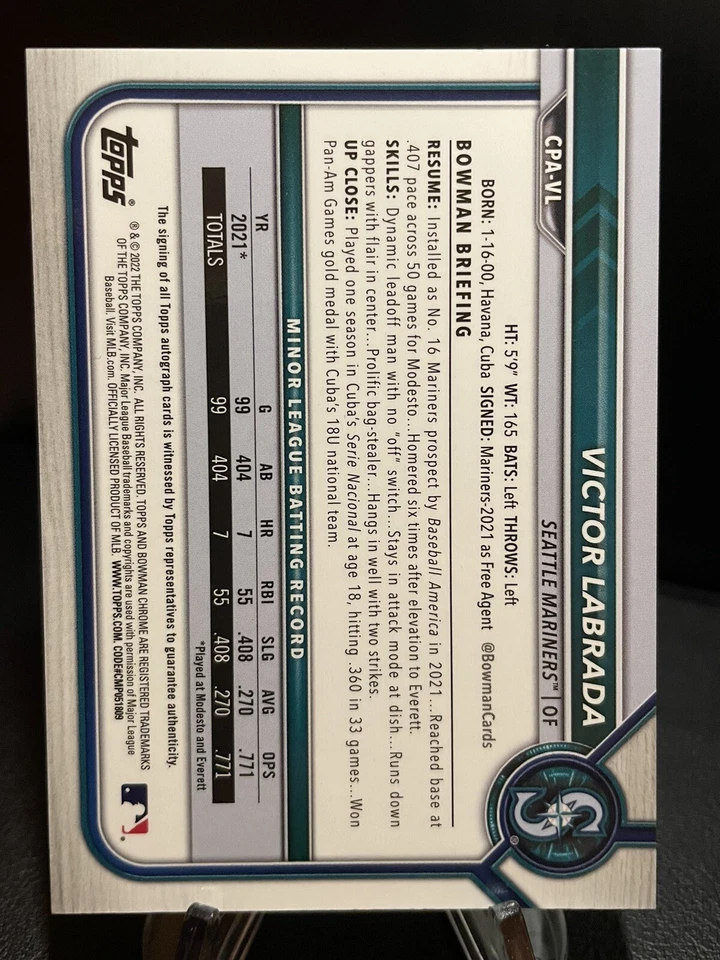 VICTOR LABRADA
SEATTLE MARINERS™ | OF
CPA-VL
HT: 5'9" WT: 165 BATS: Left THROWS: Left
BORN: 1-16-00, Havana, Cuba SIGNED: Mariners-2021 as Free Agent @BowmanCards
BOWMAN BRIEFING
RESUME: Installed as No. 16 Mariners prospect by Baseball America in 2021...Reached base at
.407 pace across 50 games for Modesto...Homered six times after elevation to Everett.
SKILLS: Dynamic leadoff man with no "off" switch...Stays in attack mode at dish...Runs down
gappers with flair in center...Prolific bag-stealer...Hangs in well with two strikes.
UP CLOSE: Played one season in Cuba's Serie Nacional at age 18, hitting .360 in 33 games...Won
Pan-Am Games gold medal with Cuba's 18U national team.
MINOR LEAGUE BATTING RECORD
YR G AB HR RBI SLG AVG OPS
2021* 99 404 7 55 .408 .270 .771
TOTALS 99 404 7 55 .408 .270 .771
*Played at Modesto and Everett
The signing of all Topps autograph cards is witnessed by Topps representatives to guarantee authenticity.
® & © 2022 THE TOPPS COMPANY, INC. ALL RIGHTS RESERVED. TOPPS AND BOWMAN CHROME ARE REGISTERED TRADEMARKS
OF THE TOPPS COMPANY, INC. Major League Baseball trademarks and copyrights are used with permission of Major League
Baseball. Visit MLB.com. OFFICIALLY LICENSED PRODUCT OF MLB. WWW.TOPPS.COM. CODE#CMP051809
topps®
S